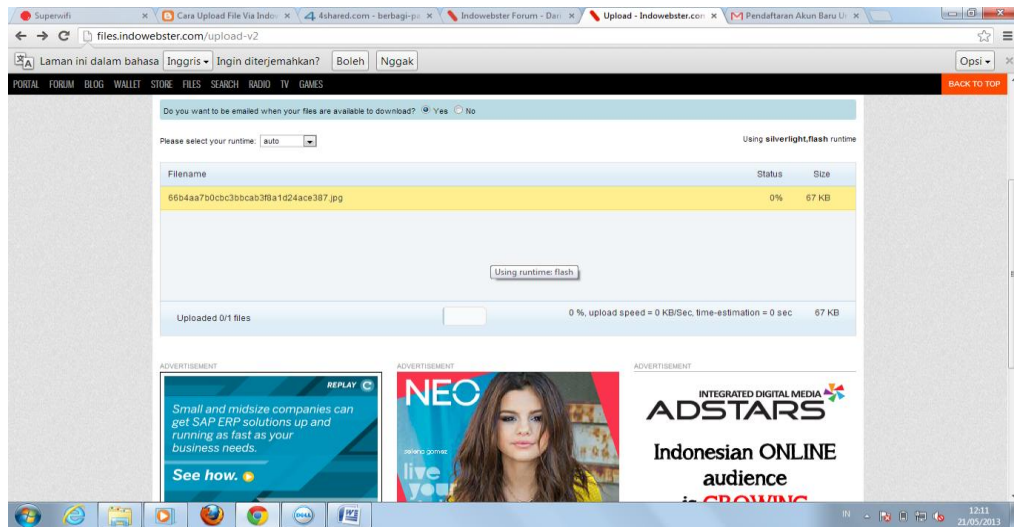 Superwifi
Cara Upload File Via Indov
4shared.com - berbagi-pa
Indowebster Forum - Dari
Upload - Indowebster.con
Pendaftaran Akun Baru U
files.indowebster.com/upload-v2
Laman ini dalam bahasa Inggris Ingin diterjemahkan? Boleh Nggak Opsi
PORTAL FORUM BLOG WALLET STORE FILES SEARCH RADIO TV GAMES BACK TO TOP
Do you want to be emailed when your files are available to download? Yes No
Please select your runtime: auto Using silverlight,flash runtime
Filename Status Size
66b4aa7b0cbc3bbcab3f8a1d24ace387.jpg 0% 67 KB
Using runtime: flash
Uploaded 0/1 files 0 %, upload speed = 0 KB/Sec, time-estimation = 0 sec 67 KB
ADVERTISEMENT ADVERTISEMENT ADVERTISEMENT
REPLAY
Small and midsize companies can
get SAP ERP solutions up and
running as fast as your
business needs.
See how.
NEO
selena gomez
live
your
INTEGRATED DIGITAL MEDIA
ADSTARS
Indonesian ONLINE
audience
is GROWING
DELL
IN 12:11
21/05/2013